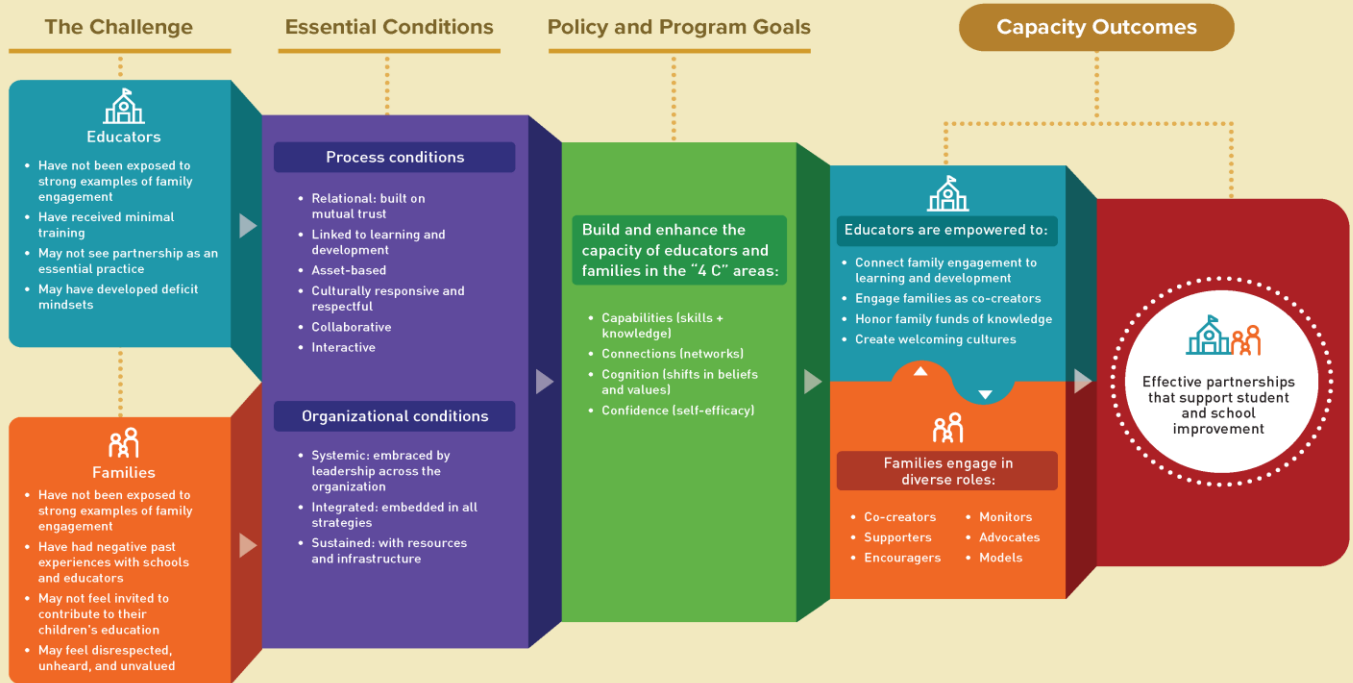 The Challenge
Essential Conditions
Policy and Program Goals
Capacity Outcomes
Educators
• Have not been exposed to
strong examples of family
engagement
• Have received minimal
training
• May not see partnership as an
essential practice
• May have developed deficit
mindsets
Families
• Have not been exposed to
strong examples of family
engagement
• Have had negative past
experiences with schools
and educators
• May not feel invited to
contribute to their
children's education
• May feel disrespected,
unheard, and unvalued
Process conditions
• Relational: built on
mutual trust
• Linked to learning and
development
• Asset-based
• Culturally responsive and
respectful
• Collaborative
• Interactive
Organizational conditions
• Systemic: embraced by
leadership across the
organization
• Integrated: embedded in all
strategies
• Sustained: with resources
and infrastructure
Build and enhance the
capacity of educators and
families in the "4 C" areas:
• Capabilities (skills +
knowledge)
• Connections (networks)
• Cognition (shifts in beliefs
and values)
• Confidence (self-efficacy)
Educators are empowered to:
• Connect family engagement to
learning and development
• Engage families as co-creators
• Honor family funds of knowledge
• Create welcoming cultures
Families engage in
diverse roles:
• Co-creators
• Supporters
• Encouragers
• Monitors
• Advocates
• Models
Effective partnerships
that support student
and school
improvement